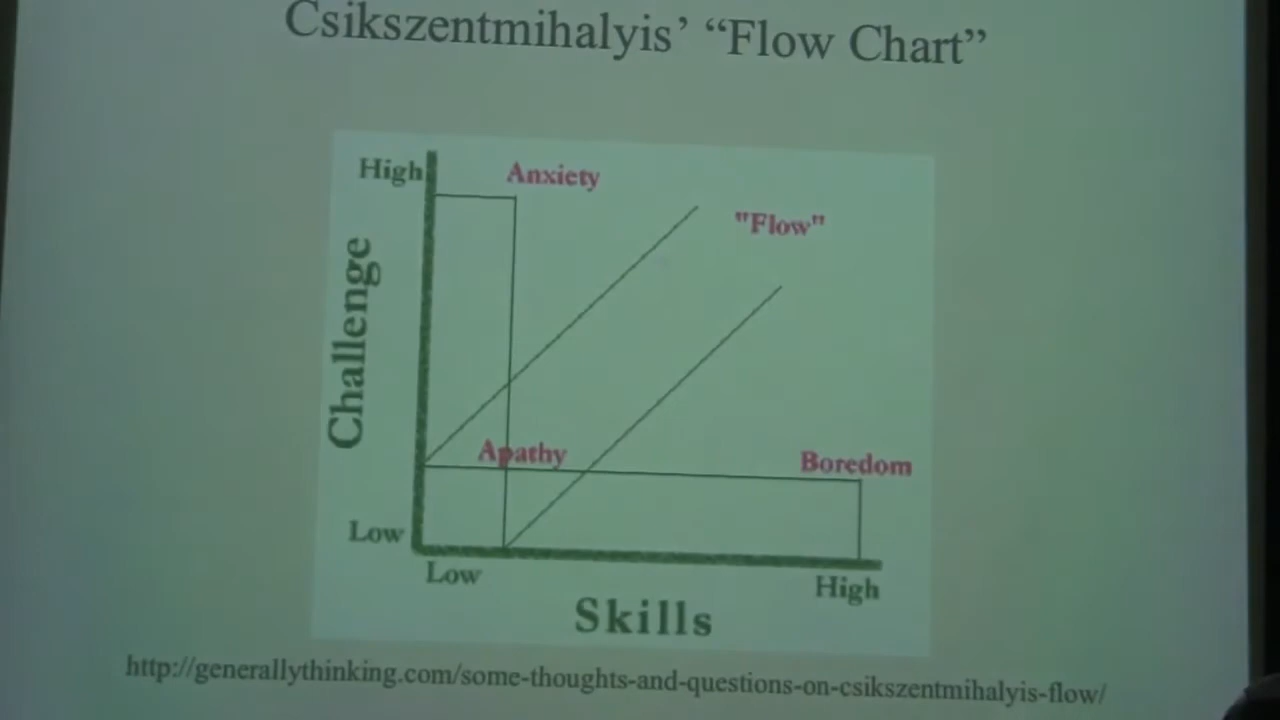 Csikszentmihalyis’ “Flow Chart”
High
Anxiety
"Flow"
Challenge
Apathy
Boredom
Low
Low
High
Skills
http://generallythinking.com/some-thoughts-and-questions-on-csikszentmihalyis-flow/